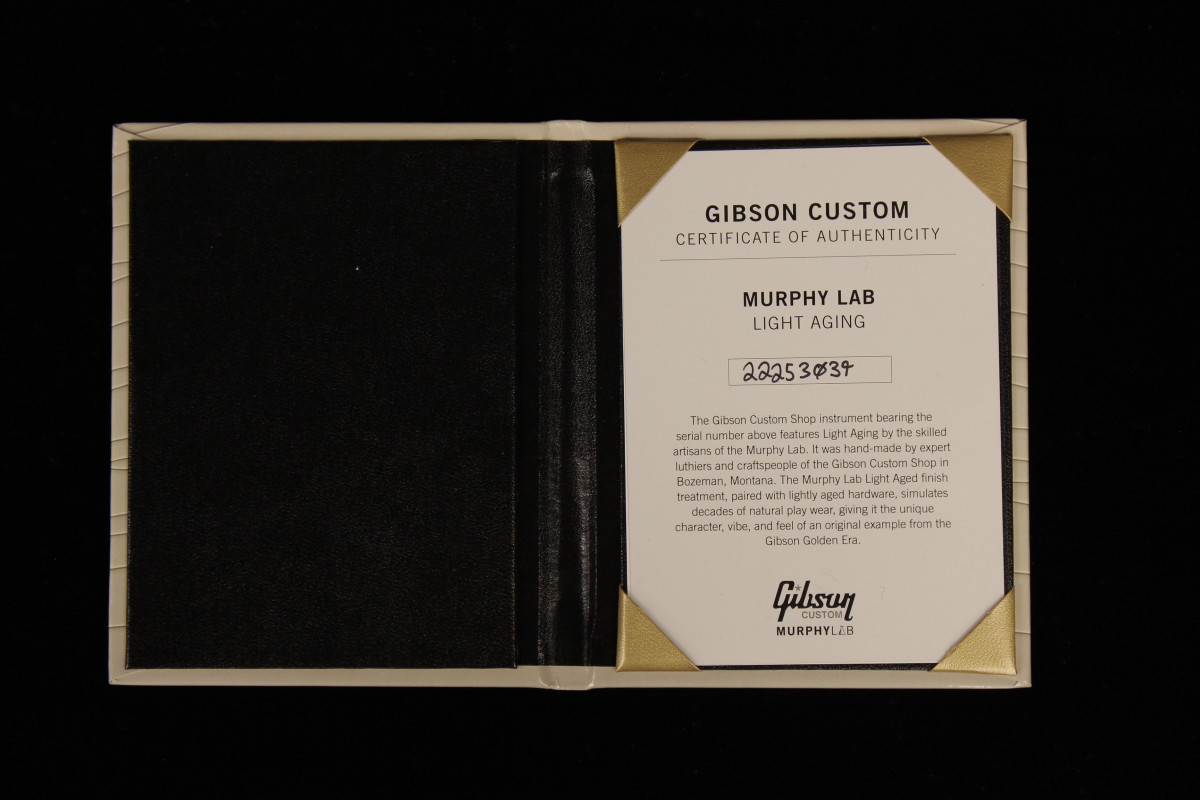 GIBSON CUSTOM
CERTIFICATE OF AUTHENTICITY
MURPHY LAB
LIGHT AGING
22253039
The Gibson Custom Shop instrument bearing the
serial number above features Light Aging by the skilled
artisans of the Murphy Lab. It was hand-made by expert
luthiers and craftspeople of the Gibson Custom Shop in
Bozeman, Montana. The Murphy Lab Light Aged finish
treatment, paired with lightly aged hardware, simulates
decades of natural play wear, giving it the unique
character, vibe, and feel of an original example from the
Gibson Golden Era.
Gibson
CUSTOM
MURPHYLAB